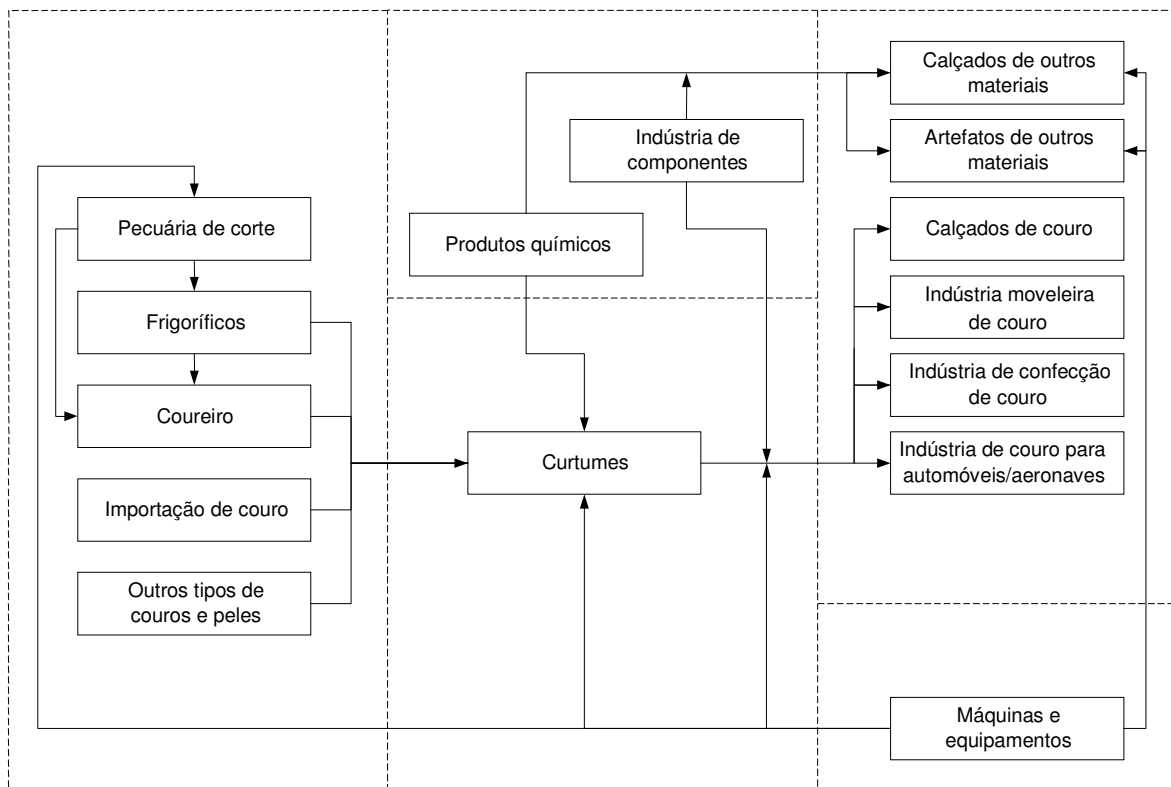 Calçados de outros
materiais
Indústria de
componentes
Artefatos de outros
materiais
Pecuária de corte
Produtos químicos
Calçados de couro
Frigoríficos
Indústria moveleira
de couro
Coureiro
Indústria de confecção
de couro
Curtumes
Indústria de couro para
automóveis/aeronaves
Importação de couro
Outros tipos de
couros e peles
Máquinas e
equipamentos